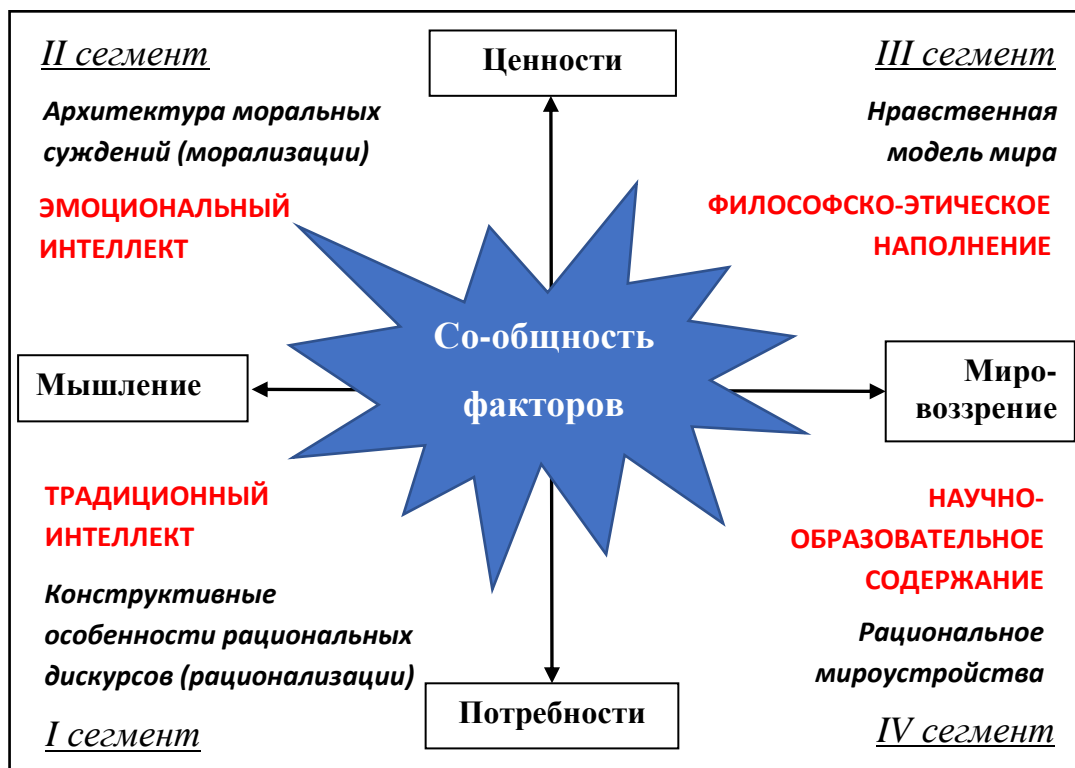 II сегмент
Архитектура моральных
суждений (морализации)
ЭМОЦИОНАЛЬНЫЙ
ИНТЕЛЛЕКТ
Ценности
III сегмент
Нравственная
модель мира
ФИЛОСОФСКО-ЭТИЧЕСКОЕ
НАПОЛНЕНИЕ
Мышление
Со-общность
факторов
Миро-
воззрение
ТРАДИЦИОННЫЙ
ИНТЕЛЛЕКТ
Конструктивные
особенности рациональных
дискурсов (рационализации)
I сегмент
Потребности
НАУЧНО-
ОБРАЗОВАТЕЛЬНОЕ
СОДЕРЖАНИЕ
Рациональное
мироустройства
IV сегмент